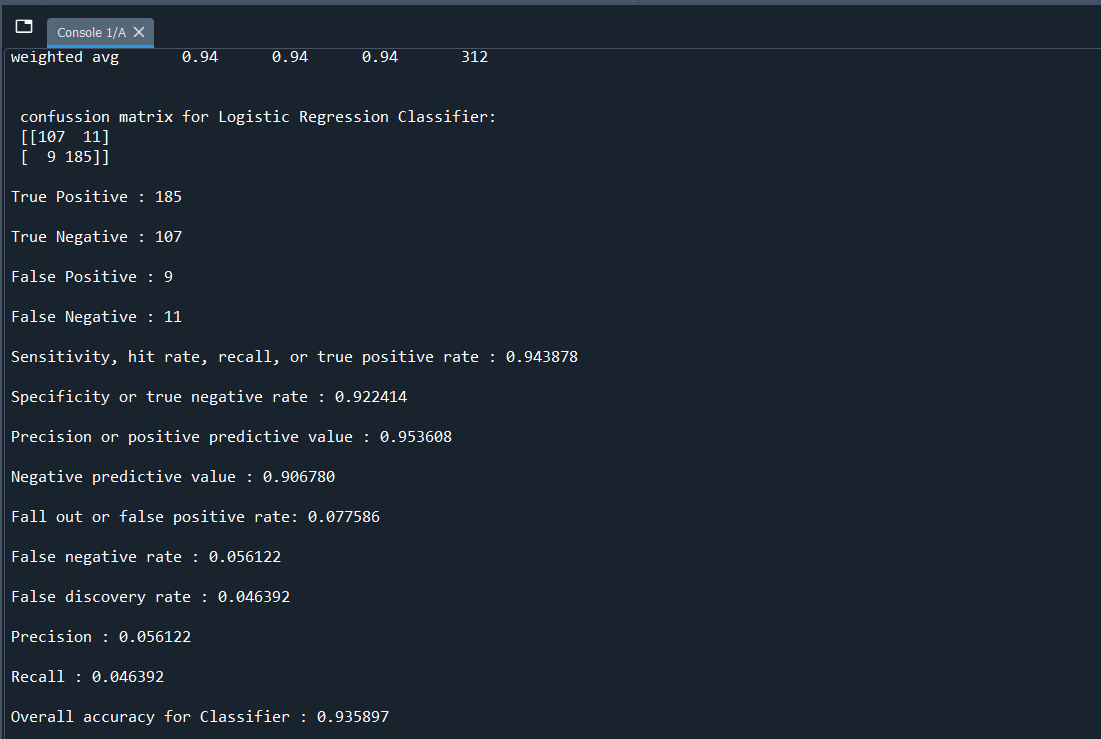 Console 1/A
weighted avg 0.94 0.94 0.94 312
confussion matrix for Logistic Regression Classifier:
[[107 11]
[ 9 185]]
True Positive : 185
True Negative : 107
False Positive : 9
False Negative : 11
Sensitivity, hit rate, recall, or true positive rate : 0.943878
Specificity or true negative rate : 0.922414
Precision or positive predictive value : 0.953608
Negative predictive value : 0.906780
Fall out or false positive rate: 0.077586
False negative rate : 0.056122
False discovery rate : 0.046392
Precision : 0.056122
Recall : 0.046392
Overall accuracy for Classifier : 0.935897